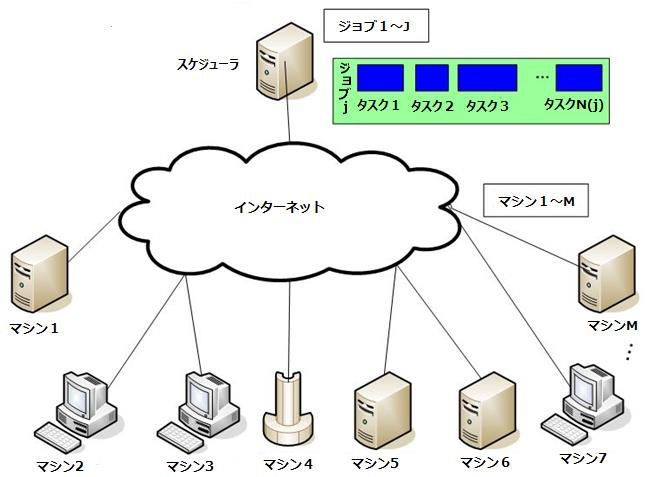 ジョブ１～J
スケジューラ
ジョブj
タスク１ タスク２ タスク３ … タスクN(j)
インターネット
マシン１～M
マシン１
マシンM
…
マシン2 マシン3 マシン４ マシン5 マシン６ マシン7